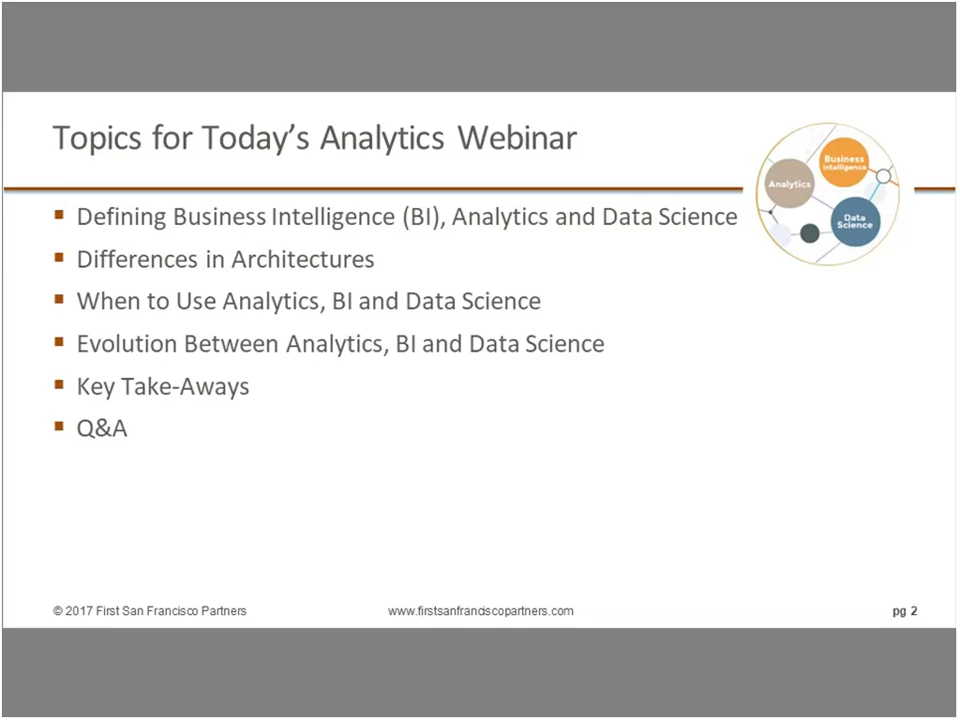 Topics for Today’s Analytics Webinar
Business
Intelligence
Analytics
Data
Science
▪ Defining Business Intelligence (BI), Analytics and Data Science
▪ Differences in Architectures
▪ When to Use Analytics, BI and Data Science
▪ Evolution Between Analytics, BI and Data Science
▪ Key Take-Aways
▪ Q&A
© 2017 First San Francisco Partners www.firstsanfranciscopartners.com pg 2